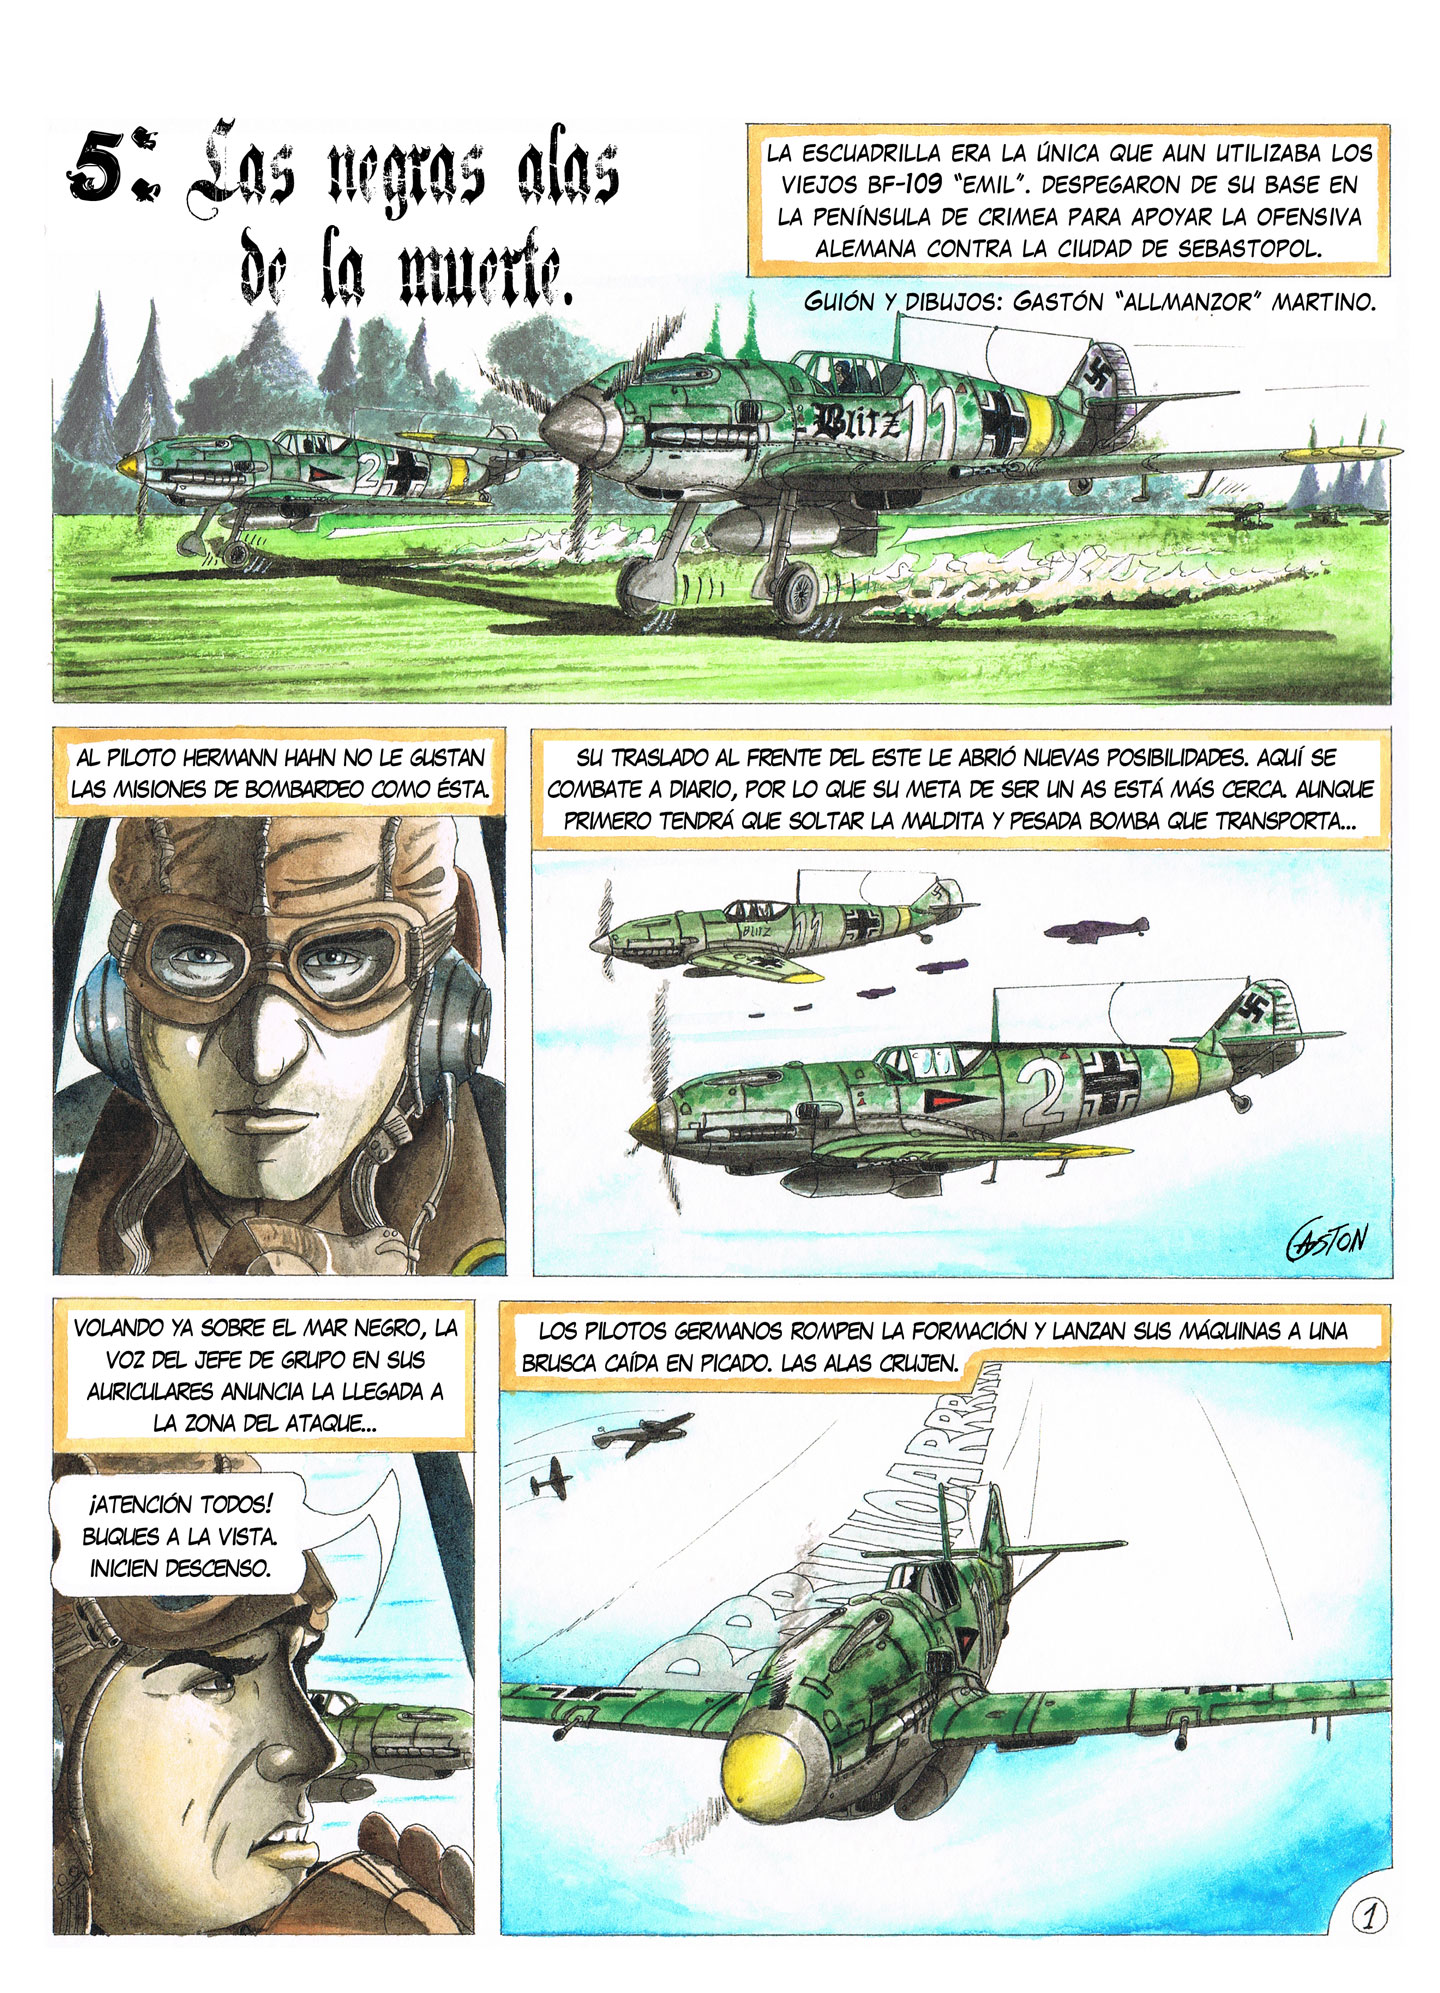 5: Las negras alas
de la muerte.
LA ESCUADRILLA ERA LA ÚNICA QUE AUN UTILIZABA LOS
VIEJOS BF-109 "EMIL". DESPEGARON DE SU BASE EN
LA PENÍNSULA DE CRIMEA PARA APOYAR LA OFENSIVA
ALEMANA CONTRA LA CIUDAD DE SEBASTOPOL.
GUIÓN Y DIBUJOS: GASTÓN "ALLMANZOR" MARTINO.
2
Blitz
11
AL PILOTO HERMANN HAHN NO LE GUSTAN
LAS MISIONES DE BOMBARDEO COMO ÉSTA.
SU TRASLADO AL FRENTE DEL ESTE LE ABRIÓ NUEVAS POSIBILIDADES. AQUÍ SE
COMBATE A DIARIO, POR LO QUE SU META DE SER UN AS ESTÁ MÁS CERCA. AUNQUE
PRIMERO TENDRÁ QUE SOLTAR LA MALDITA Y PESADA BOMBA QUE TRANSPORTA...
BLITZ
11
2
GASTON
VOLANDO YA SOBRE EL MAR NEGRO, LA
VOZ DEL JEFE DE GRUPO EN SUS
AURICULARES ANUNCIA LA LLEGADA A
LA ZONA DEL ATAQUE...
¡ATENCIÓN TODOS!
BUQUES A LA VISTA.
INICIEN DESCENSO.
LOS PILOTOS GERMANOS ROMPEN LA FORMACIÓN Y LANZAN SUS MÁQUINAS A UNA
BRUSCA CAÍDA EN PICADO. LAS ALAS CRUJEN.
1